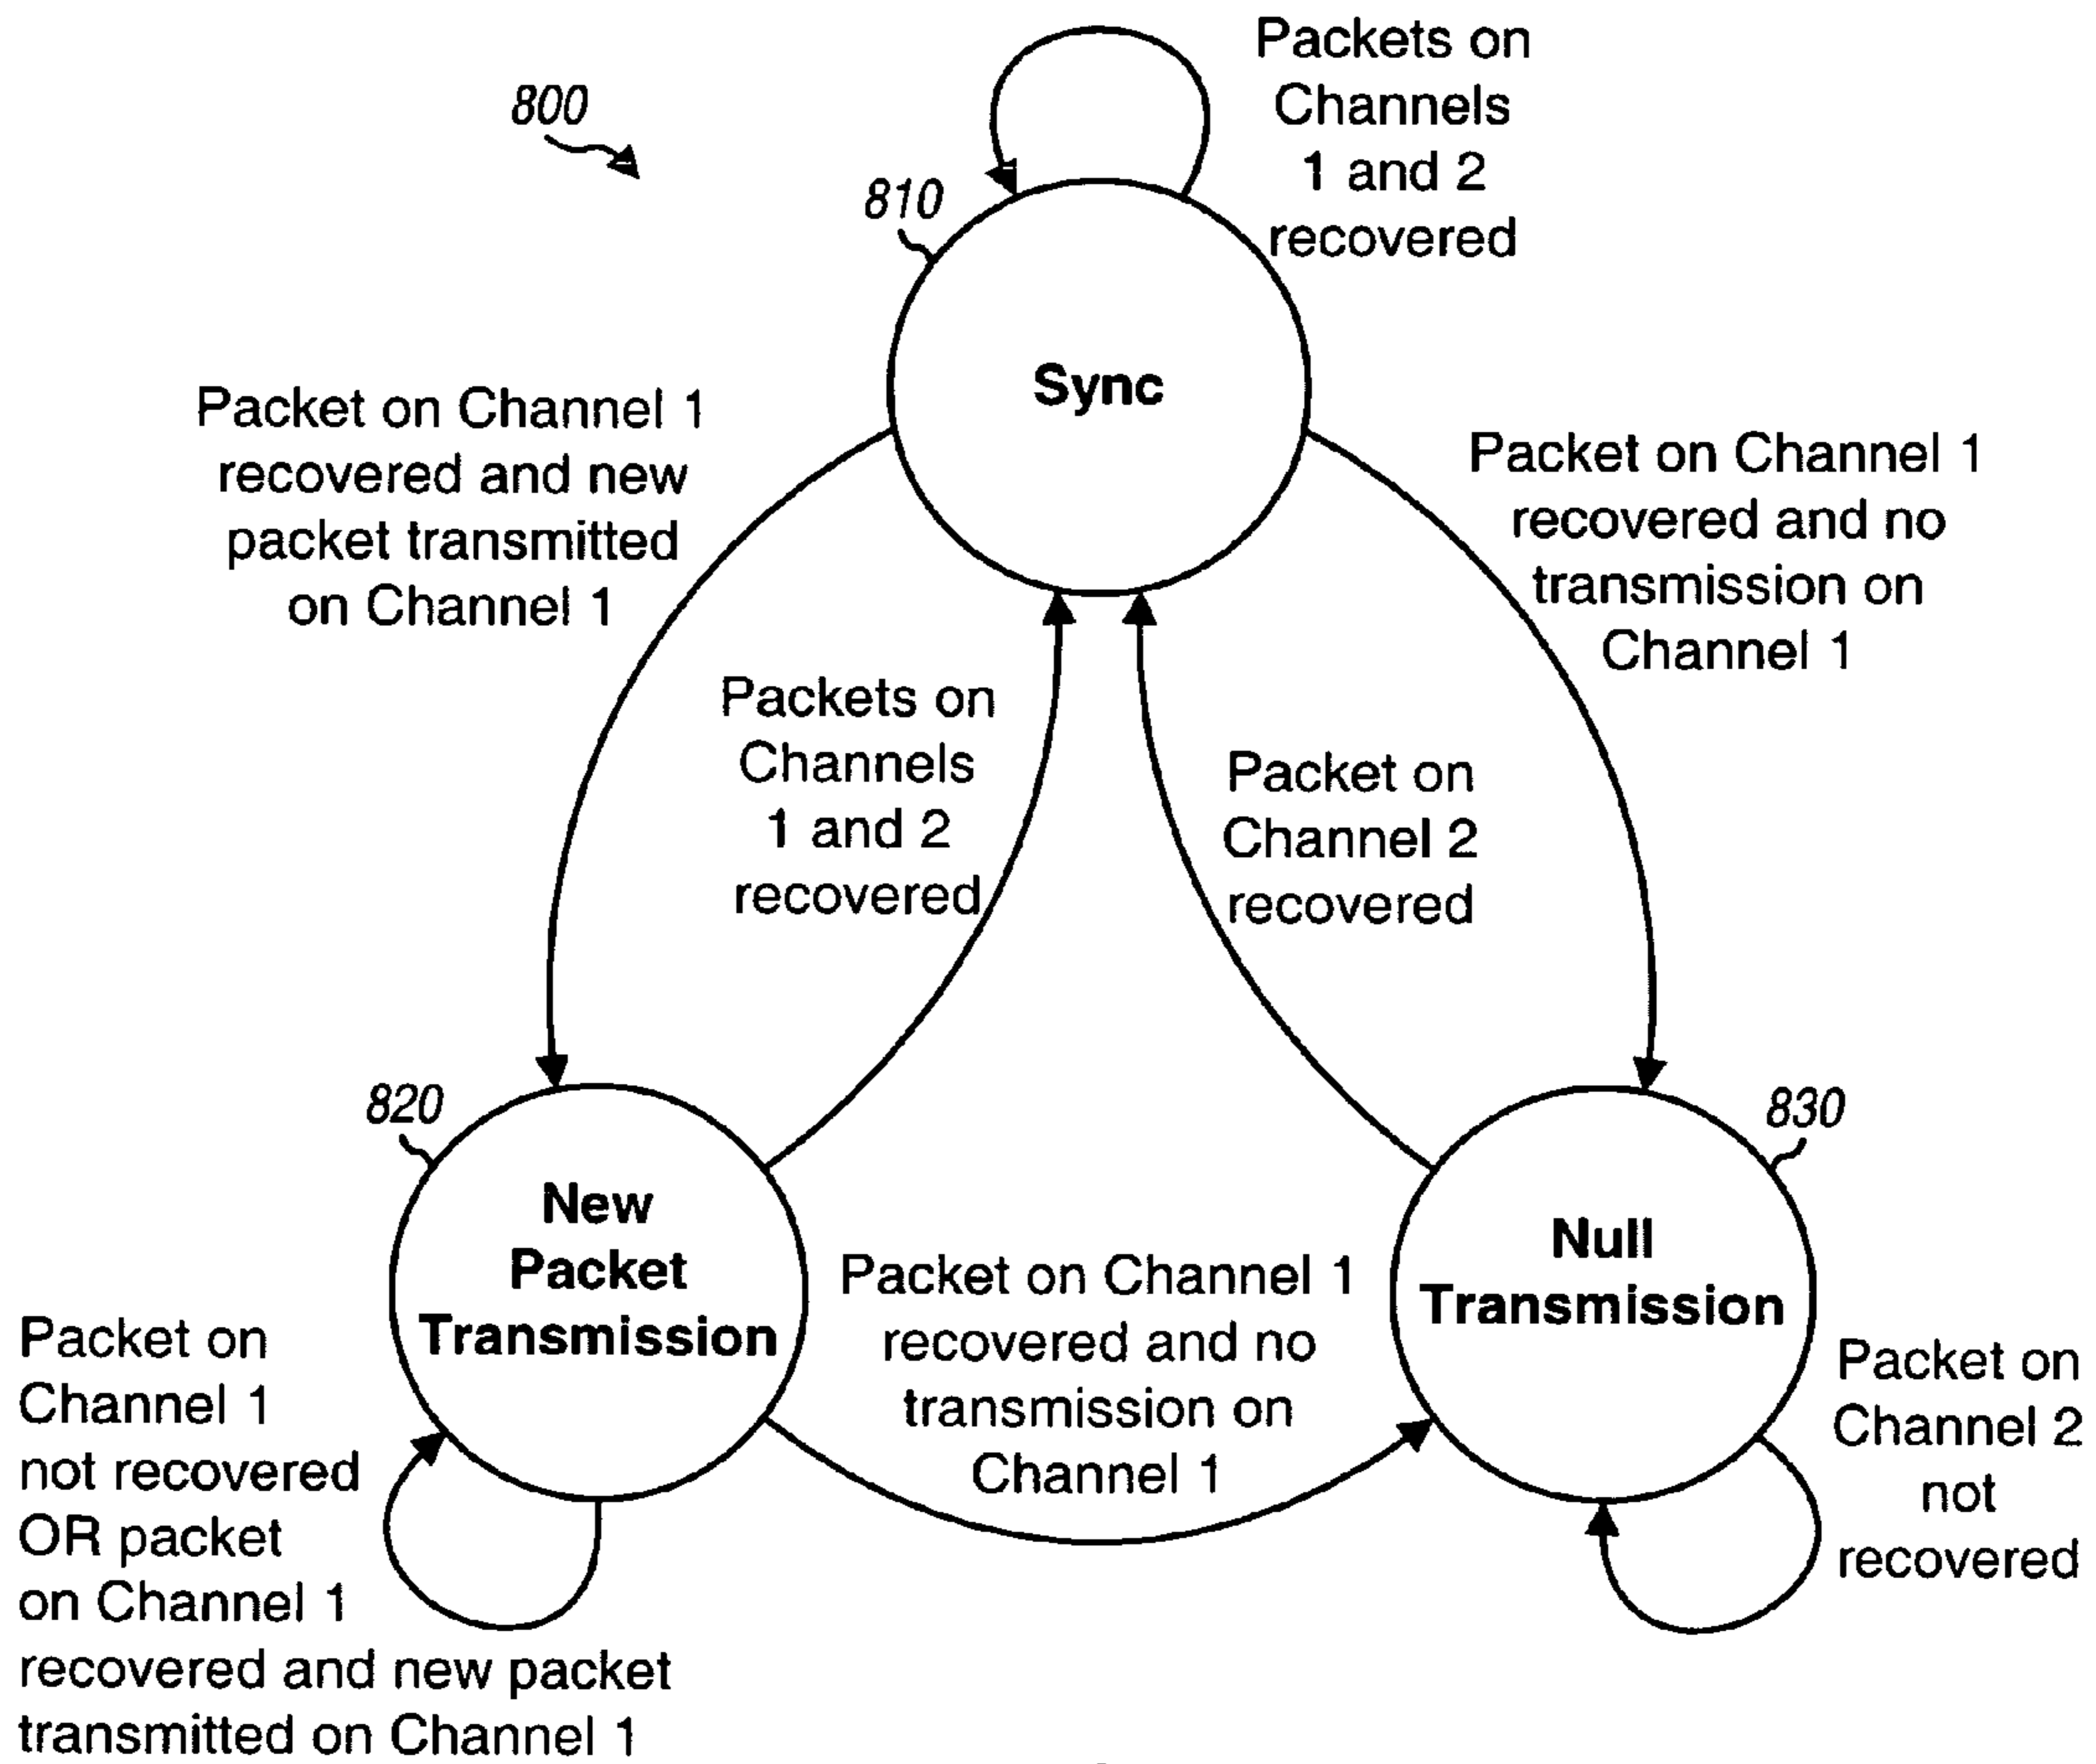 800
Packets on
Channels
1 and 2
recovered
810
Sync
Packet on Channel 1
recovered and new
packet transmitted
on Channel 1
Packet on Channel 1
recovered and no
transmission on
Channel 1
Packets on
Channels
1 and 2
recovered
Packet on
Channel 2
recovered
820
New
Packet
Transmission
830
Null
Transmission
Packet on Channel 1
recovered and no
transmission on
Channel 1
Packet on
Channel 1
not recovered
OR packet
on Channel 1
recovered and new packet
transmitted on Channel 1
Packet on
Channel 2
not
recovered